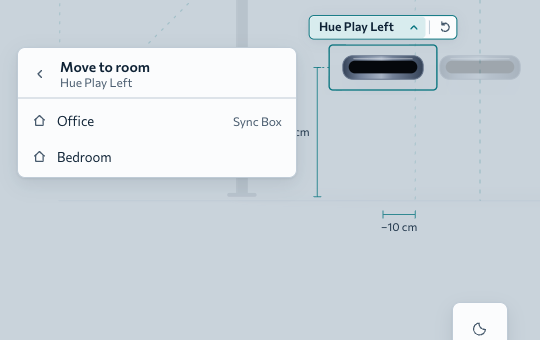 Hue Play Left
Move to room
Hue Play Left
Office
Sync Box
Bedroom
cm
~10 cm